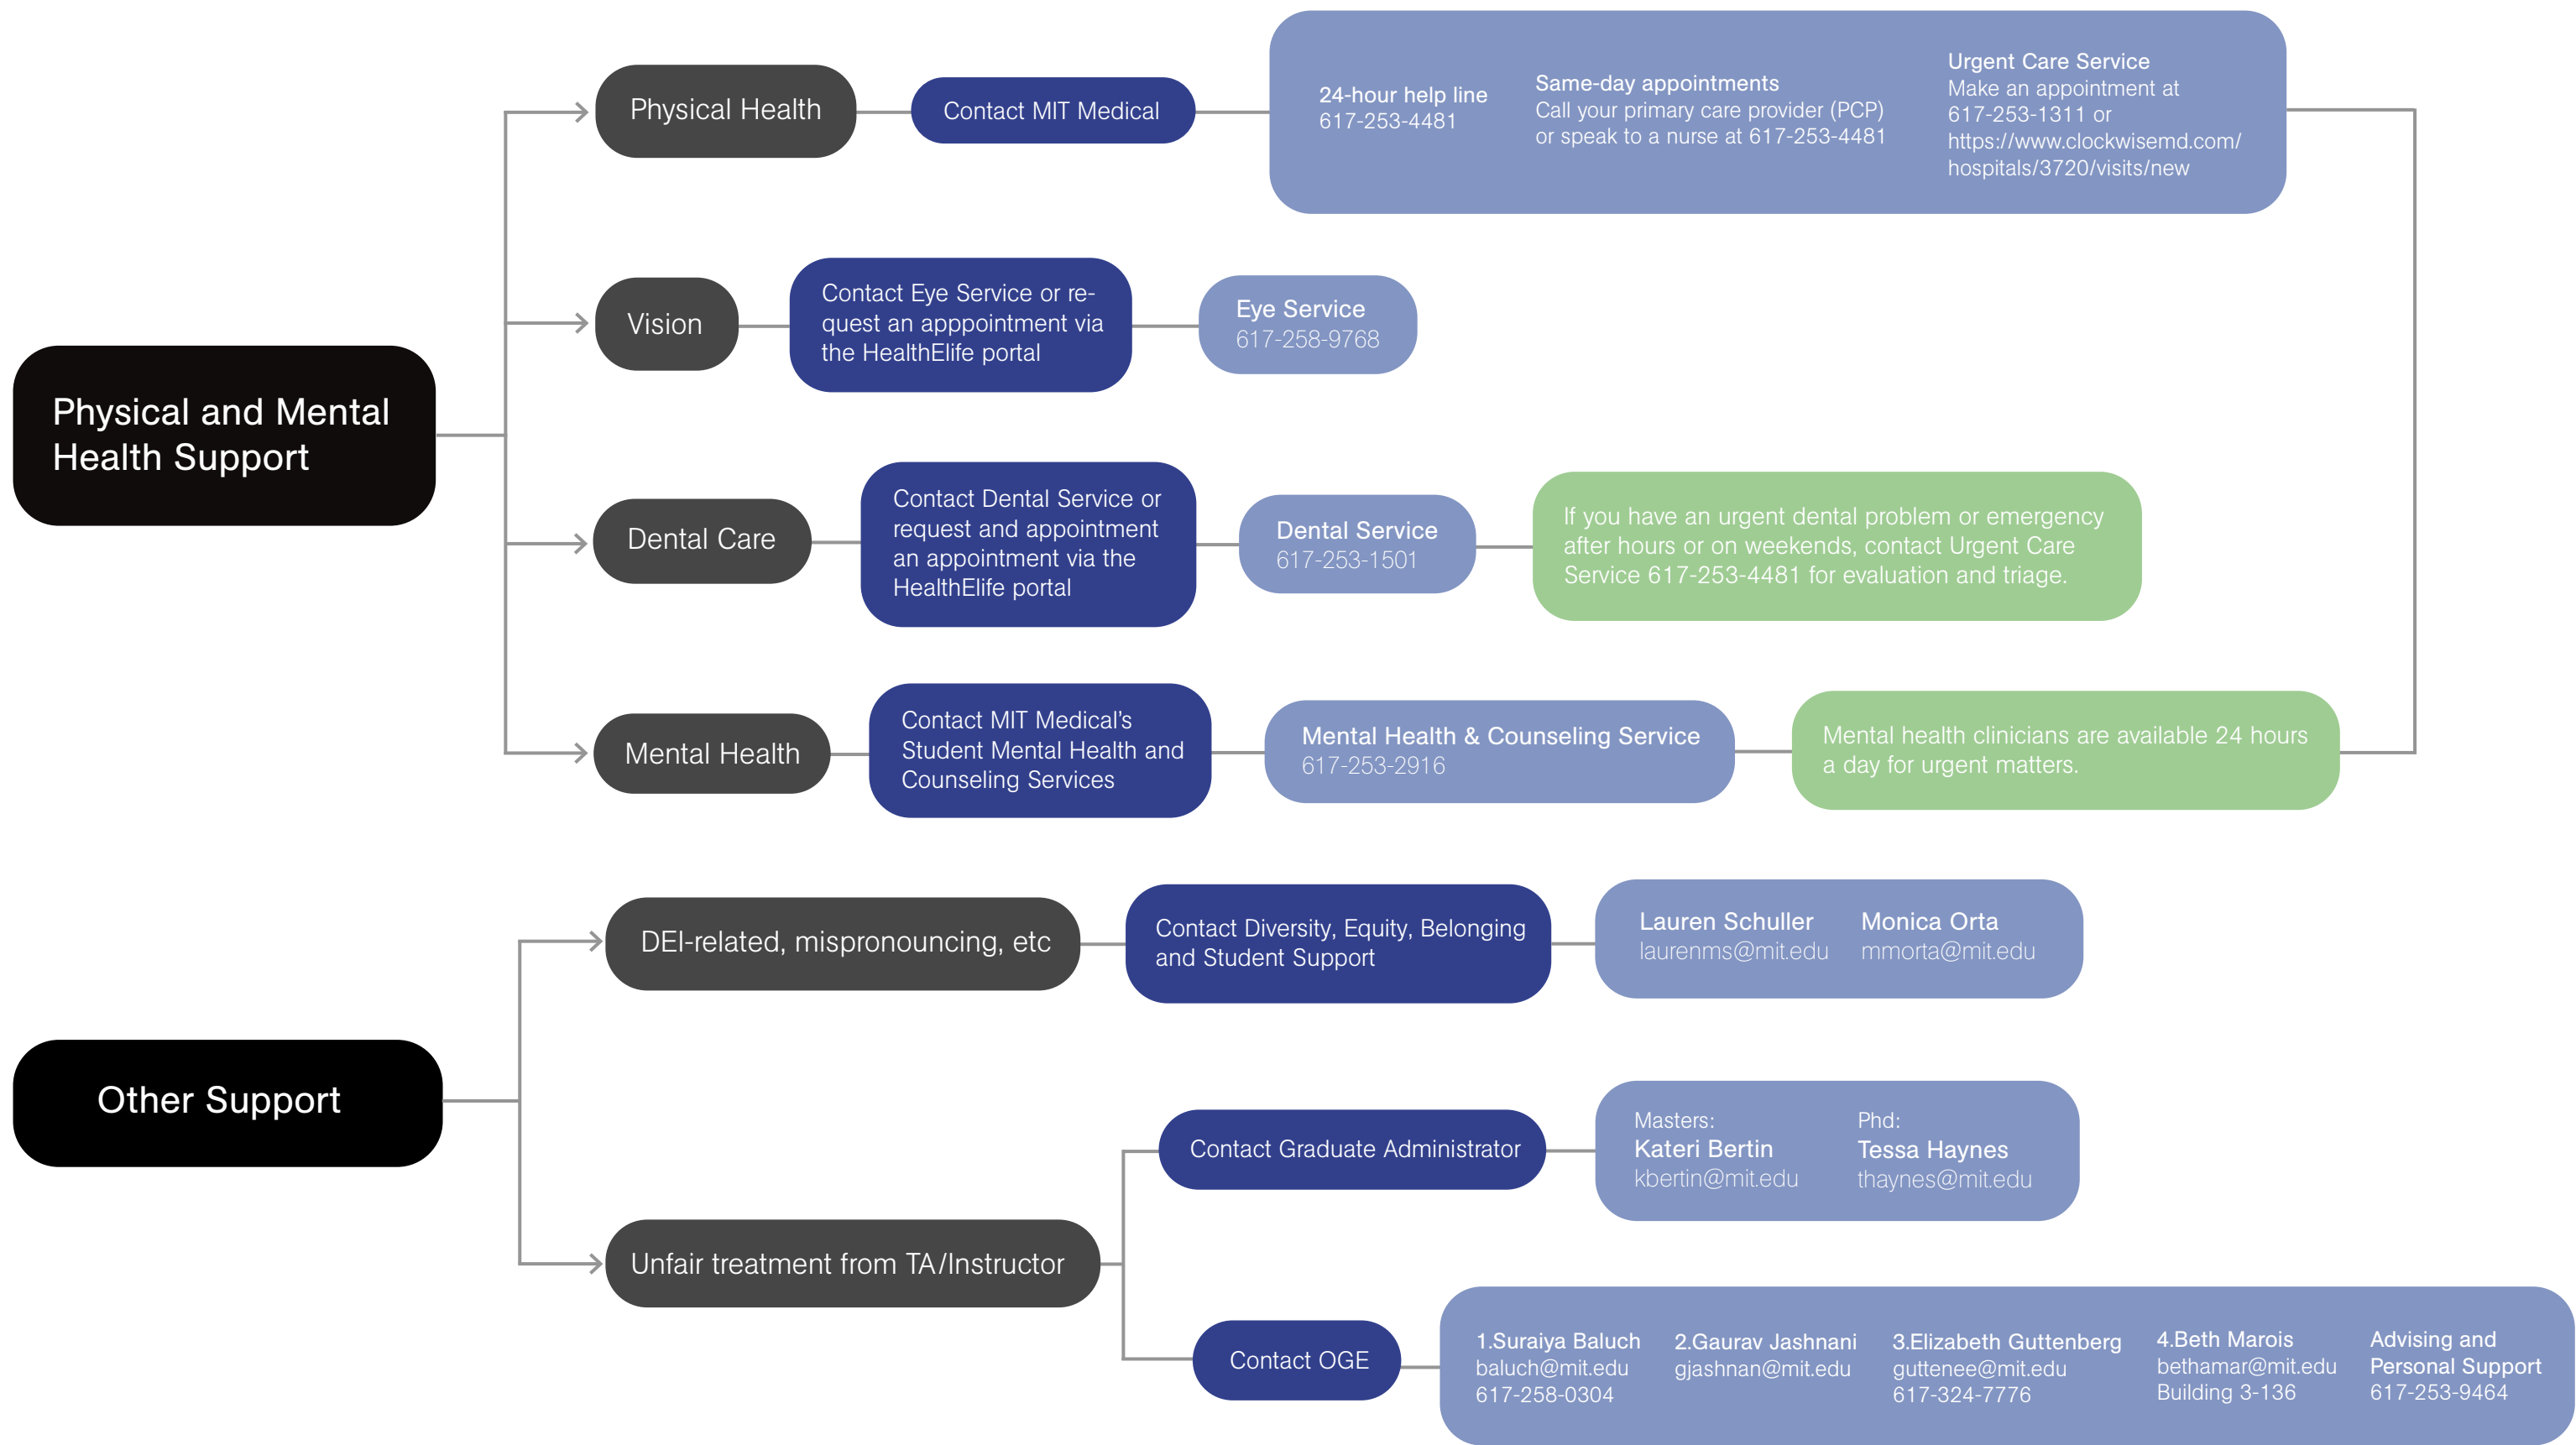 Physical and Mental
Health Support
Physical Health
Contact MIT Medical
24-hour help line
617-253-4481
Same-day appointments
Call your primary care provider (PCP)
or speak to a nurse at 617-253-4481
Urgent Care Service
Make an appointment at
617-253-1311 or
https://www.clockwisemd.com/
hospitals/3720/visits/new
Vision
Contact Eye Service or re-
quest an apppointment via
the HealthElife portal
Eye Service
617-258-9768
Dental Care
Contact Dental Service or
request and appointment
an appointment via the
HealthElife portal
Dental Service
617-253-1501
If you have an urgent dental problem or emergency
after hours or on weekends, contact Urgent Care
Service 617-253-4481 for evaluation and triage.
Mental Health
Contact MIT Medical’s
Student Mental Health and
Counseling Services
Mental Health & Counseling Service
617-253-2916
Mental health clinicians are available 24 hours
a day for urgent matters.
Other Support
DEI-related, mispronouncing, etc
Contact Diversity, Equity, Belonging
and Student Support
Lauren Schuller
laurenms@mit.edu
Monica Orta
mmorta@mit.edu
Unfair treatment from TA/Instructor
Contact Graduate Administrator
Masters:
Kateri Bertin
kbertin@mit.edu
Phd:
Tessa Haynes
thaynes@mit.edu
Contact OGE
1.Suraiya Baluch
baluch@mit.edu
617-258-0304
2.Gaurav Jashnani
gjashnan@mit.edu
3.Elizabeth Guttenberg
guttenee@mit.edu
617-324-7776
4.Beth Marois
bethamar@mit.edu
Building 3-136
Advising and
Personal Support
617-253-9464